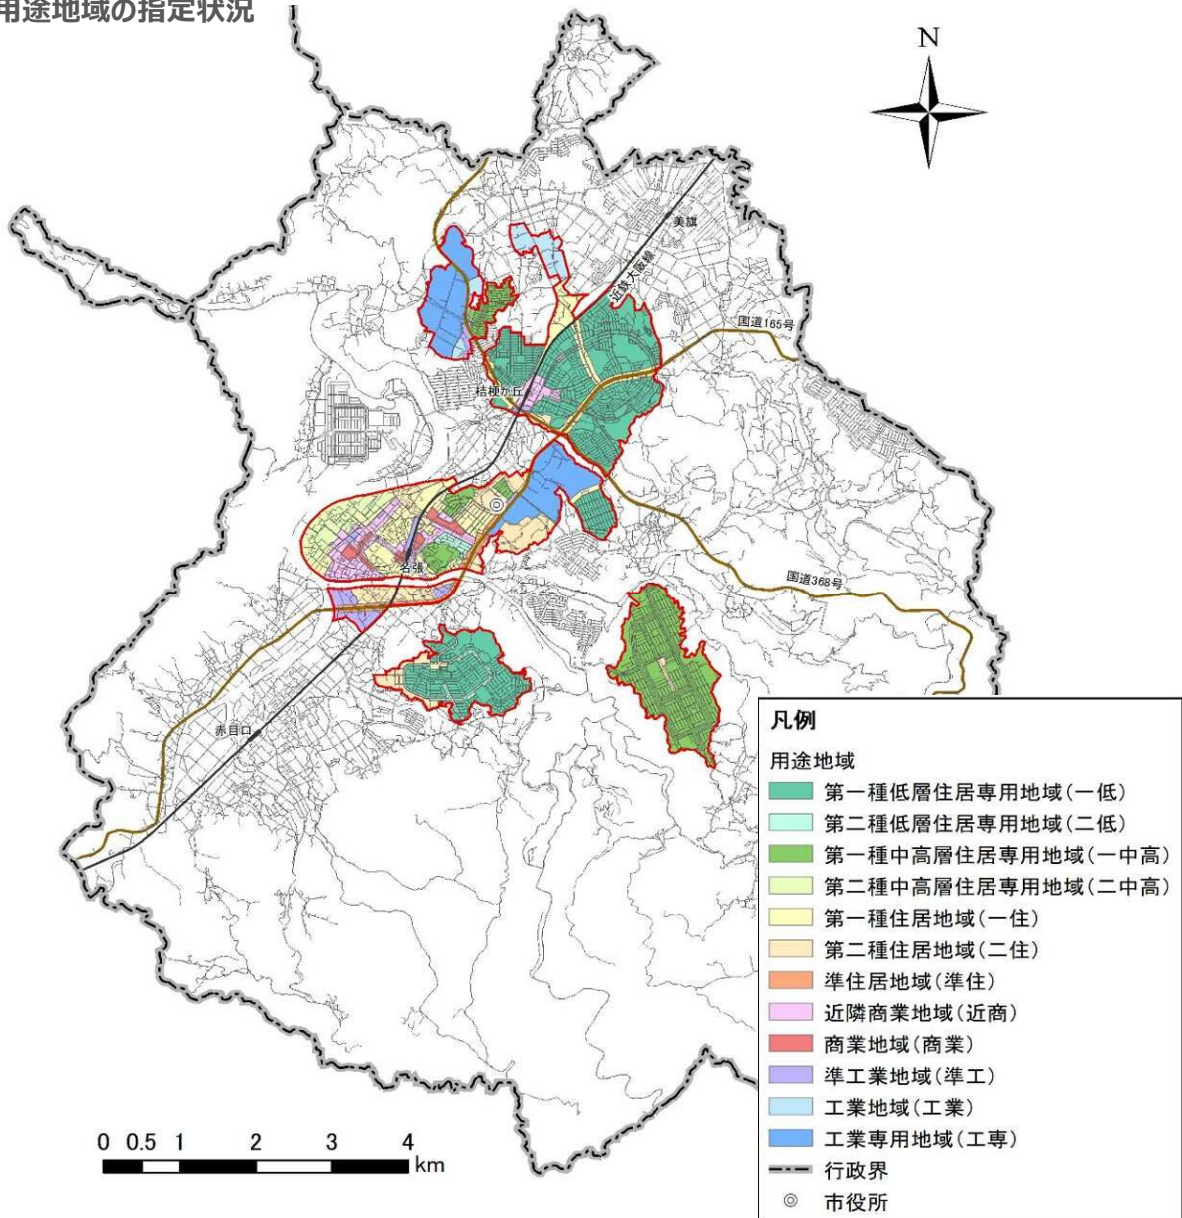 用途地域の指定状況
N
美旗
近鉄大阪線
国道165号
桔梗が丘
名張
国道368号
赤目口
凡例
用途地域
第一種低層住居専用地域(一低)
第二種低層住居専用地域(二低)
第一種中高層住居専用地域(一中高)
第二種中高層住居専用地域(二中高)
第一種住居地域(一住)
第二種住居地域(二住)
準住居地域(準住)
近隣商業地域(近商)
商業地域(商業)
準工業地域(準工)
工業地域(工業)
工業専用地域(工専)
行政界
市役所
0 0.5 1 2 3 4
km